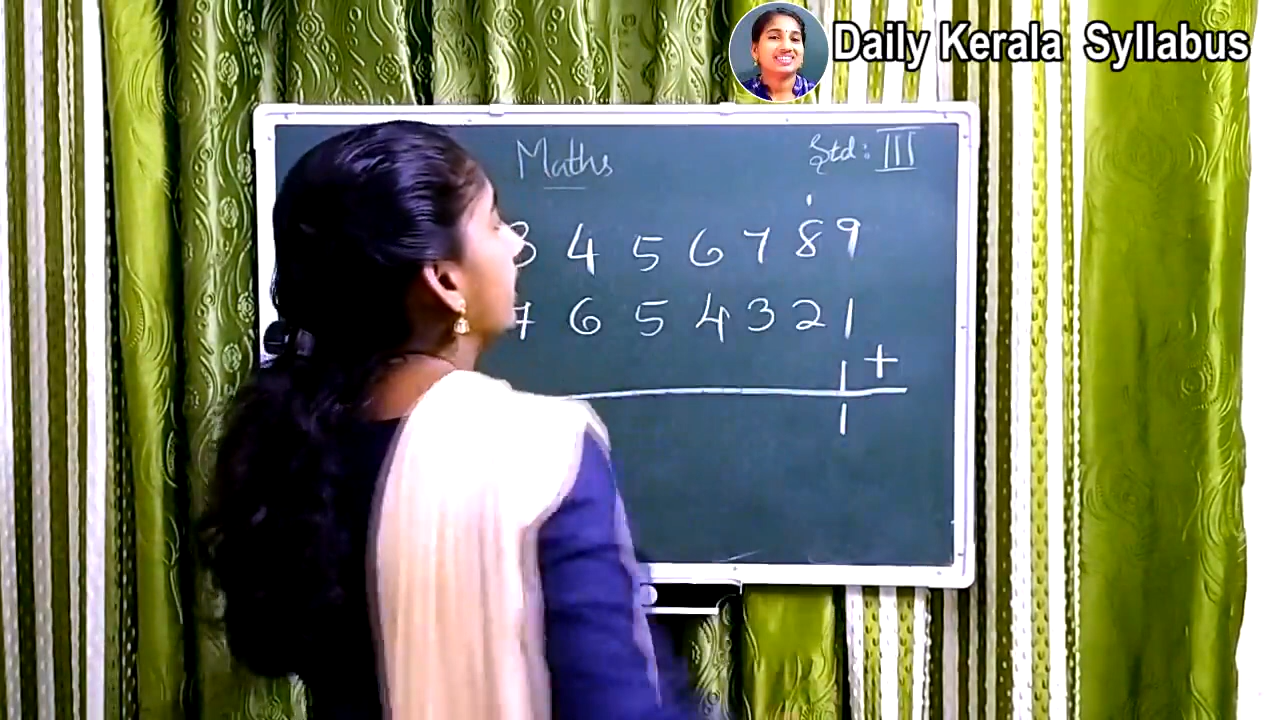 Daily Kerala Syllabus
Maths
Std: III
3 4 5 6 7 8 9
7 6 5 4 3 2 1
1 +
1